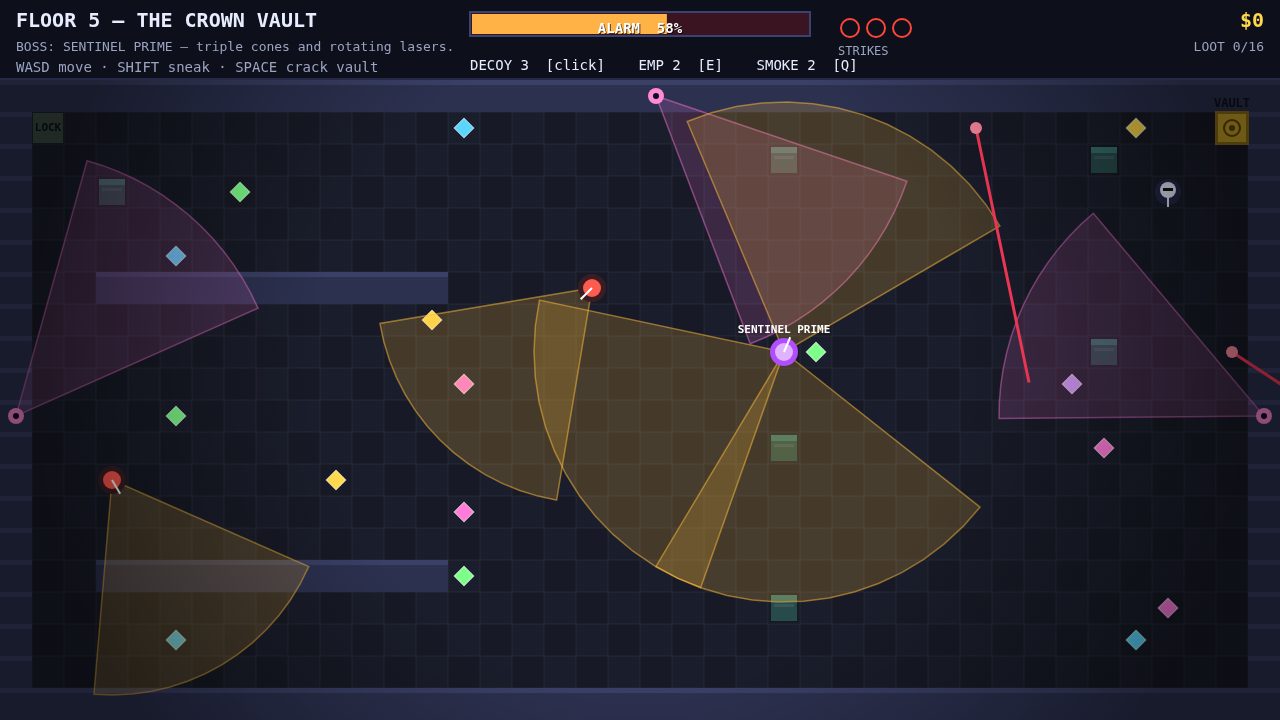 FLOOR 5 — THE CROWN VAULT
BOSS: SENTINEL PRIME — triple cones and rotating lasers.
WASD move · SHIFT sneak · SPACE crack vault
ALARM 58%
DECOY 3 [click] EMP 2 [E] SMOKE 2 [Q]
STRIKES
$0
LOOT 0/16
VAULT
LOCK
SENTINEL PRIME